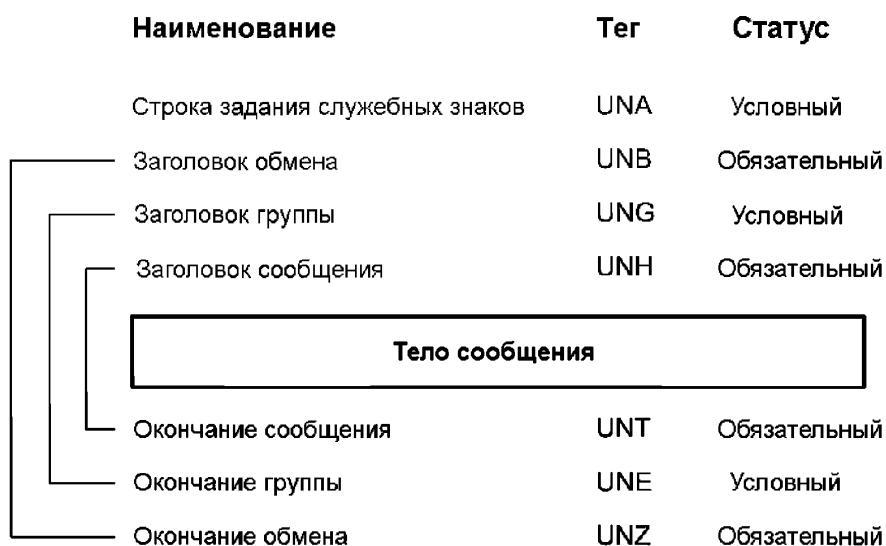 Наименование Тег Статус
Строка задания служебных знаков UNA Условный
Заголовок обмена UNB Обязательный
Заголовок группы UNG Условный
Заголовок сообщения UNH Обязательный
Тело сообщения
Окончание сообщения UNT Обязательный
Окончание группы UNE Условный
Окончание обмена UNZ Обязательный